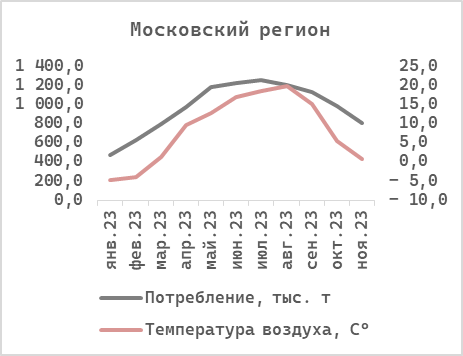 Московский регион
1 400,0
1 200,0
1 000,0
800,0
600,0
400,0
200,0
0,0
25,0
20,0
15,0
10,0
5,0
0,0
– 5,0
– 10,0
янв.23
фев.23
мар.23
апр.23
май.23
июн.23
июл.23
авг.23
сен.23
окт.23
ноя.23
Потребление, тыс. т
Температура воздуха, С°